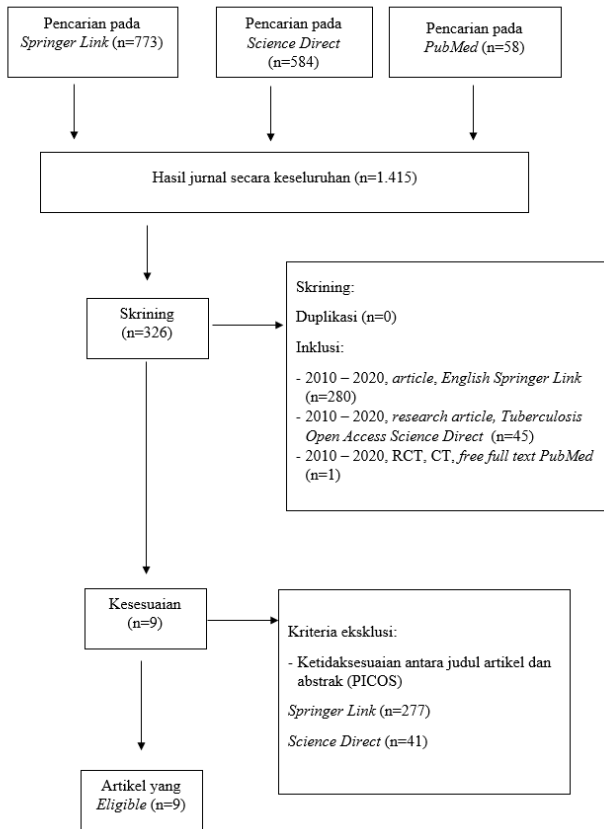 Pencarian pada
Springer Link (n=773)
Pencarian pada
Science Direct
(n=584)
Pencarian pada
PubMed (n=58)
Hasil jurnal secara keseluruhan (n=1.415)
Skrining
(n=326)
Skrining:
Duplikasi (n=0)
Inklusi:
- 2010 – 2020, article, English Springer Link
(n=280)
- 2010 – 2020, research article, Tuberculosis
Open Access Science Direct (n=45)
- 2010 – 2020, RCT, CT, free full text PubMed
(n=1)
Kesesuaian
(n=9)
Kriteria eksklusi:
- Ketidaksesuaian antara judul artikel dan
abstrak (PICOS)
Springer Link (n=277)
Science Direct (n=41)
Artikel yang
Eligible (n=9)